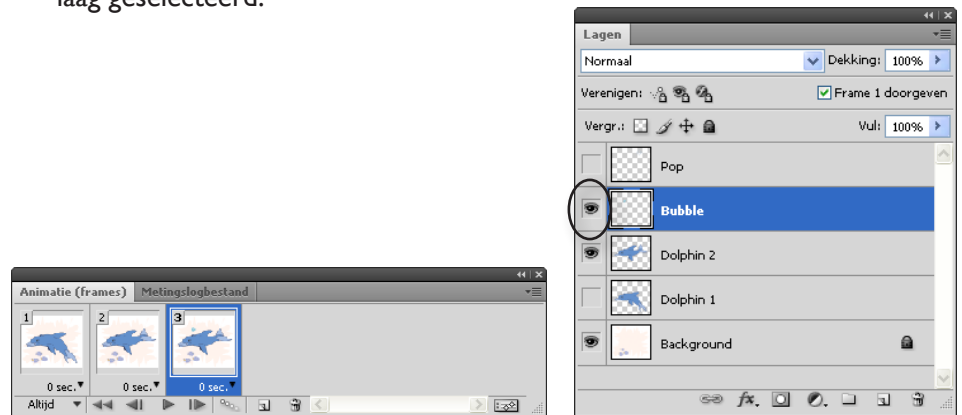 laag geselecteerd.
Lagen
Normaal
Dekking: 100%
Verenigen:
Frame 1 doorgeven
Vergr.:
Vul: 100%
Pop
Bubble
Dolphin 2
Dolphin 1
Background
fx.
Animatie (frames) Metingslogbestand
1 2 3
0 sec. 0 sec. 0 sec.
Altijd